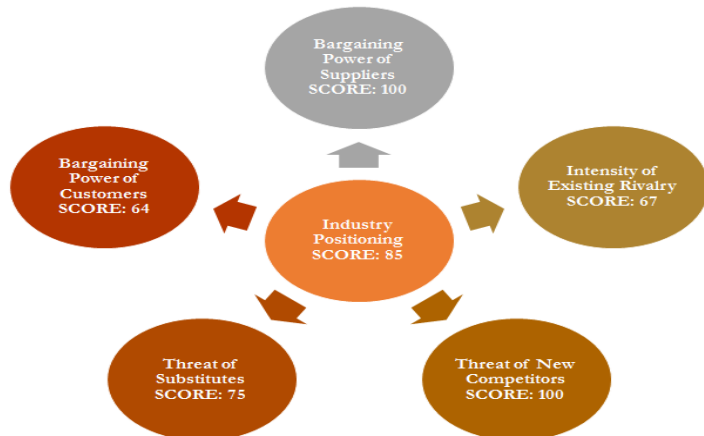 Bargaining
Power of
Suppliers
SCORE: 100
Bargaining
Power of
Customers
SCORE: 64
Intensity of
Existing Rivalry
SCORE: 67
Industry
Positioning
SCORE: 85
Threat of
Substitutes
SCORE: 75
Threat of New
Competitors
SCORE: 100